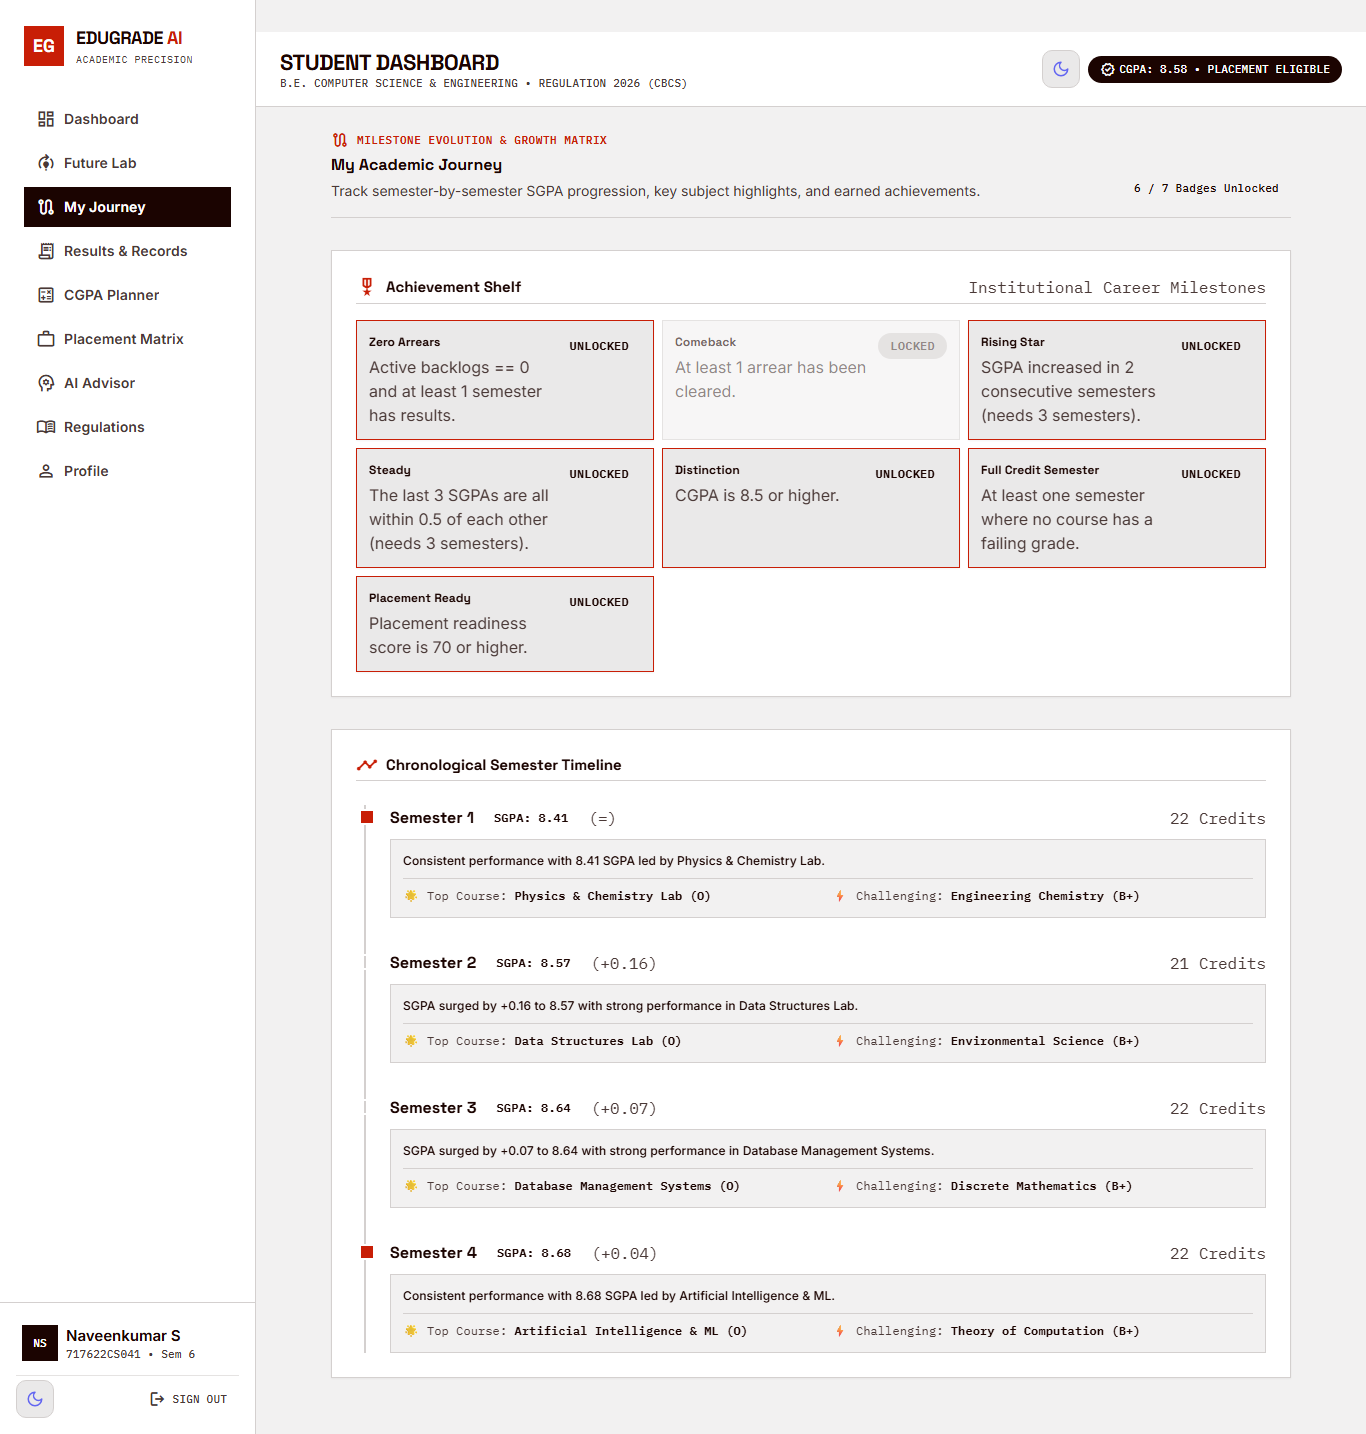 EG
EDUGRADE AI
ACADEMIC PRECISION
Dashboard
Future Lab
My Journey
Results & Records
CGPA Planner
Placement Matrix
AI Advisor
Regulations
Profile
NS
Naveenkumar S
717622CS041 • Sem 6
SIGN OUT
STUDENT DASHBOARD
B.E. COMPUTER SCIENCE & ENGINEERING • REGULATION 2026 (CBCS)
CGPA: 8.58 • PLACEMENT ELIGIBLE
MILESTONE EVOLUTION & GROWTH MATRIX
My Academic Journey
Track semester-by-semester SGPA progression, key subject highlights, and earned achievements.
6 / 7 Badges Unlocked
Achievement Shelf
Institutional Career Milestones
Zero Arrears
UNLOCKED
Active backlogs == 0
and at least 1 semester
has results.
Comeback
LOCKED
At least 1 arrear has been
cleared.
Rising Star
UNLOCKED
SGPA increased in 2
consecutive semesters
(needs 3 semesters).
Steady
UNLOCKED
The last 3 SGPAs are all
within 0.5 of each other
(needs 3 semesters).
Distinction
UNLOCKED
CGPA is 8.5 or higher.
Full Credit Semester
UNLOCKED
At least one semester
where no course has a
failing grade.
Placement Ready
UNLOCKED
Placement readiness
score is 70 or higher.
Chronological Semester Timeline
Semester 1 SGPA: 8.41 (=) 22 Credits
Consistent performance with 8.41 SGPA led by Physics & Chemistry Lab.
Top Course: Physics & Chemistry Lab (O) Challenging: Engineering Chemistry (B+)
Semester 2 SGPA: 8.57 (+0.16) 21 Credits
SGPA surged by +0.16 to 8.57 with strong performance in Data Structures Lab.
Top Course: Data Structures Lab (O) Challenging: Environmental Science (B+)
Semester 3 SGPA: 8.64 (+0.07) 22 Credits
SGPA surged by +0.07 to 8.64 with strong performance in Database Management Systems.
Top Course: Database Management Systems (O) Challenging: Discrete Mathematics (B+)
Semester 4 SGPA: 8.68 (+0.04) 22 Credits
Consistent performance with 8.68 SGPA led by Artificial Intelligence & ML.
Top Course: Artificial Intelligence & ML (O) Challenging: Theory of Computation (B+)